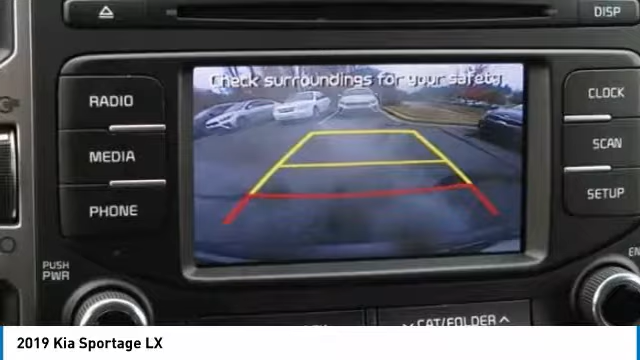 DISP
Check surroundings for your safety
RADIO
CLOCK
MEDIA
SCAN
PHONE
SETUP
PUSH
PWR
CAT/FOLDER
2019 Kia Sportage LX